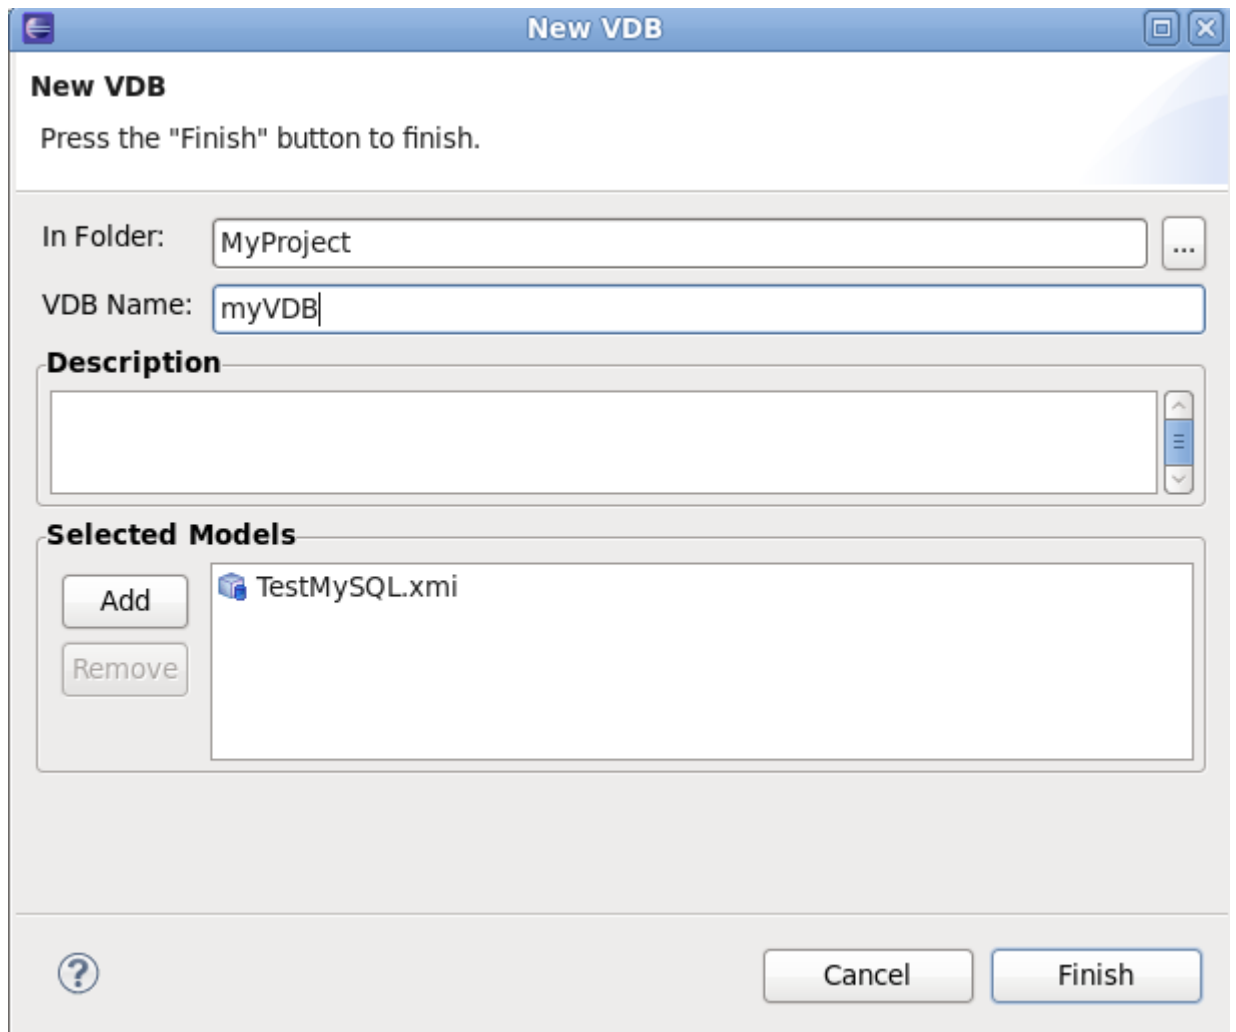 New VDB
New VDB
Press the "Finish" button to finish.
In Folder: MyProject ...
VDB Name: myVDB
Description
Selected Models
Add TestMySQL.xmi
Remove
? Cancel Finish